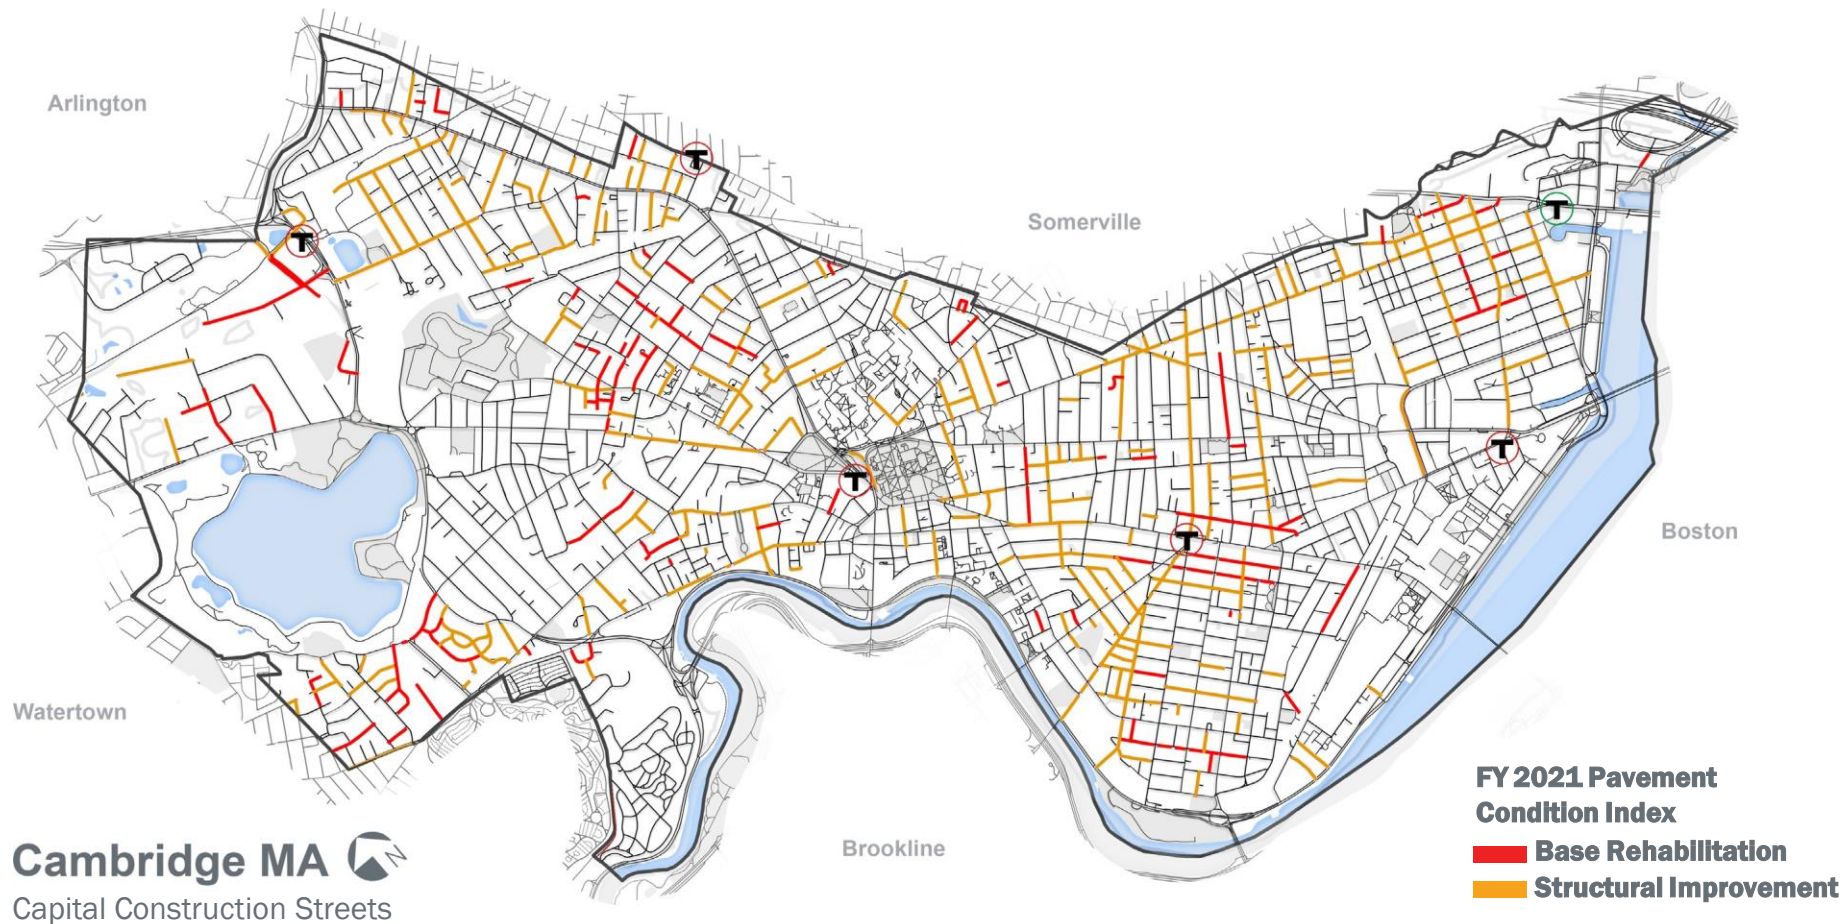 Arlington
Somerville
Boston
Watertown
Brookline
T
T
T
T
T
T
FY 2021 Pavement
Condition Index
Base Rehabilitation
Structural Improvement
Cambridge MA N
Capital Construction Streets